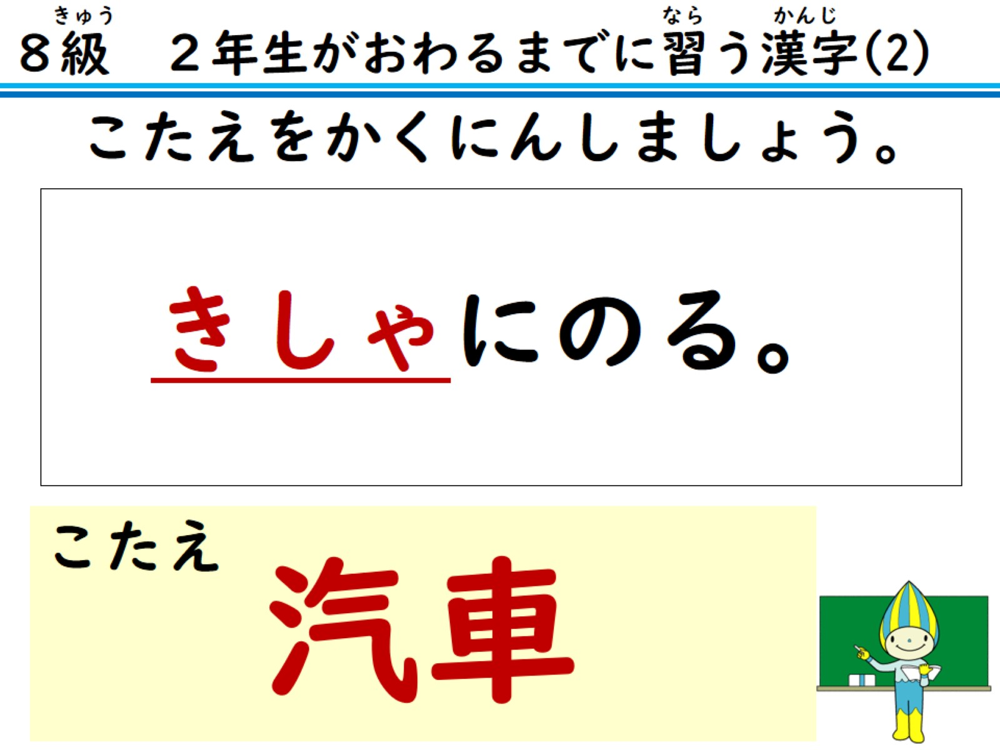 きゅう なら かんじ
８級　２年生がおわるまでに習う漢字(2)
こたえをかくにんしましょう。
きしゃにのる。
こたえ
汽車